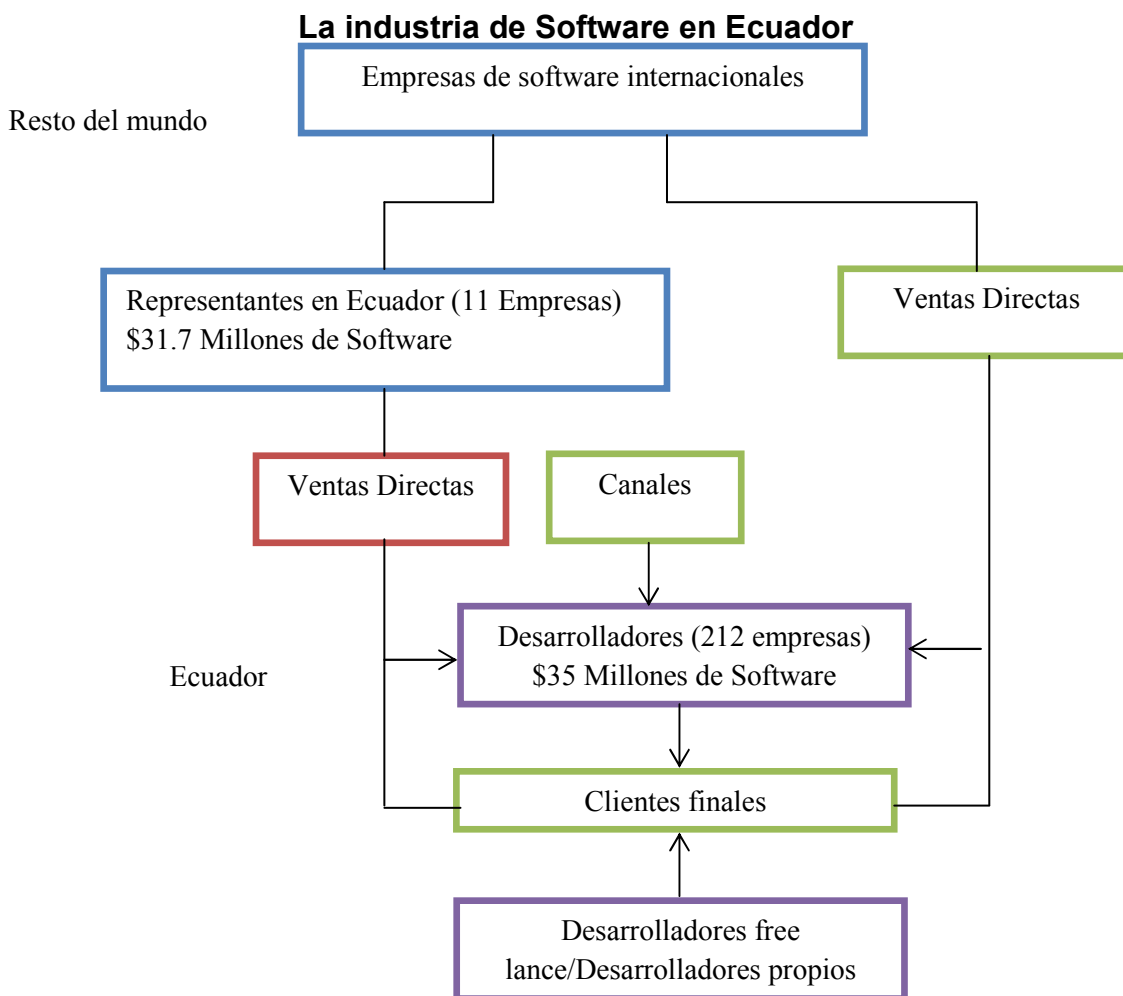 La industria de Software en Ecuador
Empresas de software internacionales
Resto del mundo
Representantes en Ecuador (11 Empresas)
$31.7 Millones de Software
Ventas Directas
Ventas Directas
Canales
Desarrolladores (212 empresas)
$35 Millones de Software
Ecuador
Clientes finales
Desarrolladores free
lance/Desarrolladores propios